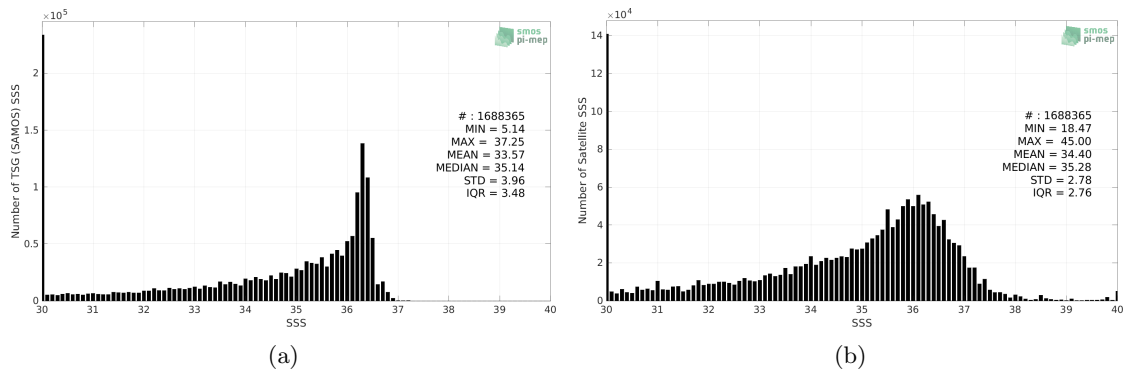 ×10⁵
2
1.5
1
0.5
0
30 31 32 33 34 35 36 37 38 39 40
Number of TSG (SAMOS) SSS
SSS
smos
pi-mep
# : 1688365
MIN = 5.14
MAX = 37.25
MEAN = 33.57
MEDIAN = 35.14
STD = 3.96
IQR = 3.48
(a)
×10⁴
14
12
10
8
6
4
2
0
30 31 32 33 34 35 36 37 38 39 40
Number of Satellite SSS
SSS
smos
pi-mep
# : 1688365
MIN = 18.47
MAX = 45.00
MEAN = 34.40
MEDIAN = 35.28
STD = 2.78
IQR = 2.76
(b)